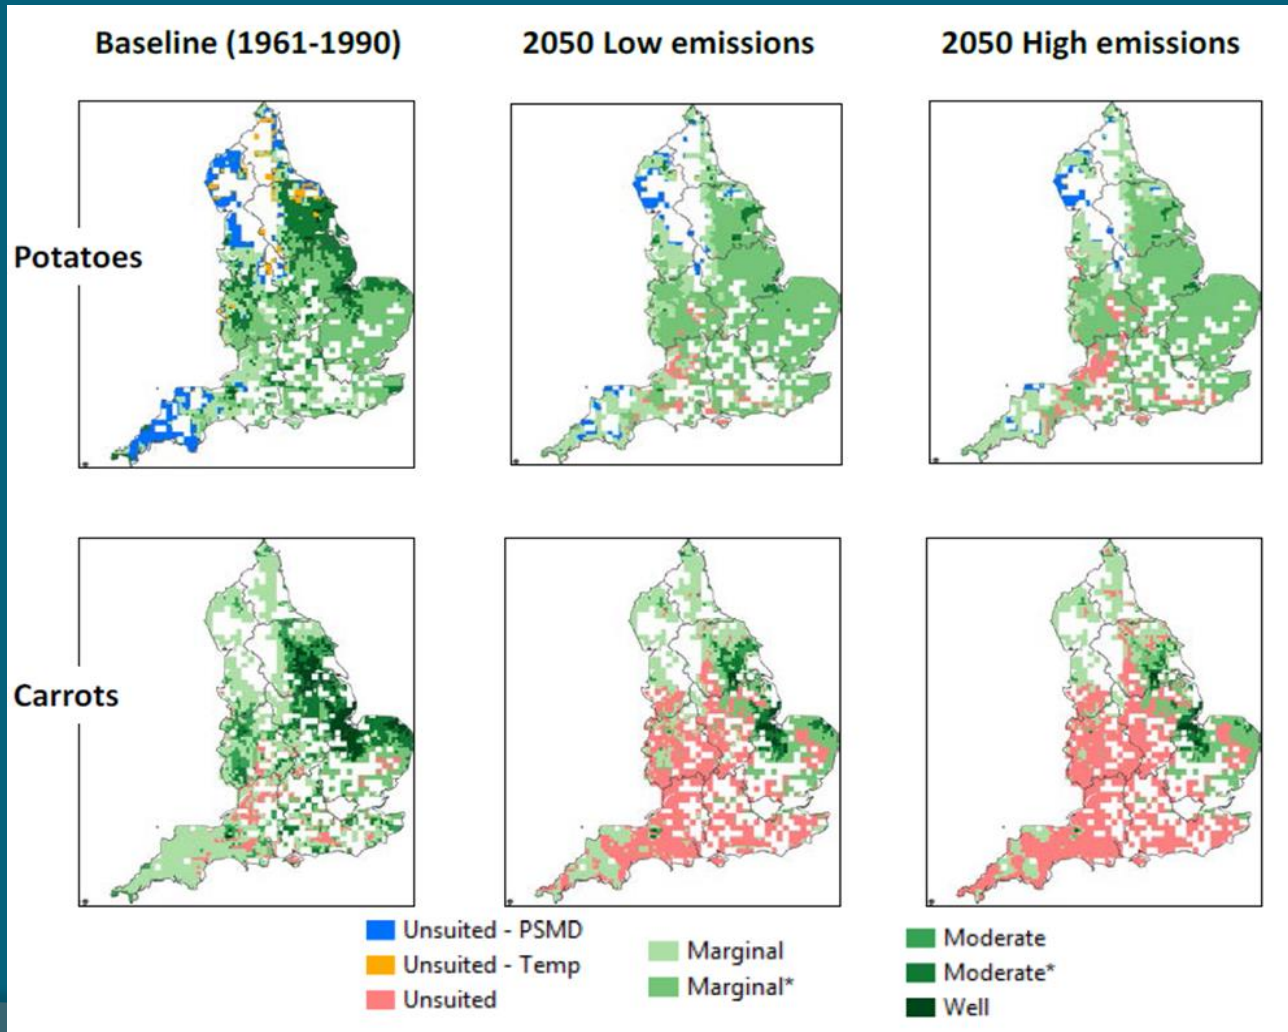 Baseline (1961-1990)
2050 Low emissions
2050 High emissions
Potatoes
Carrots
Unsuited - PSMD
Unsuited - Temp
Unsuited
Marginal
Marginal*
Moderate
Moderate*
Well